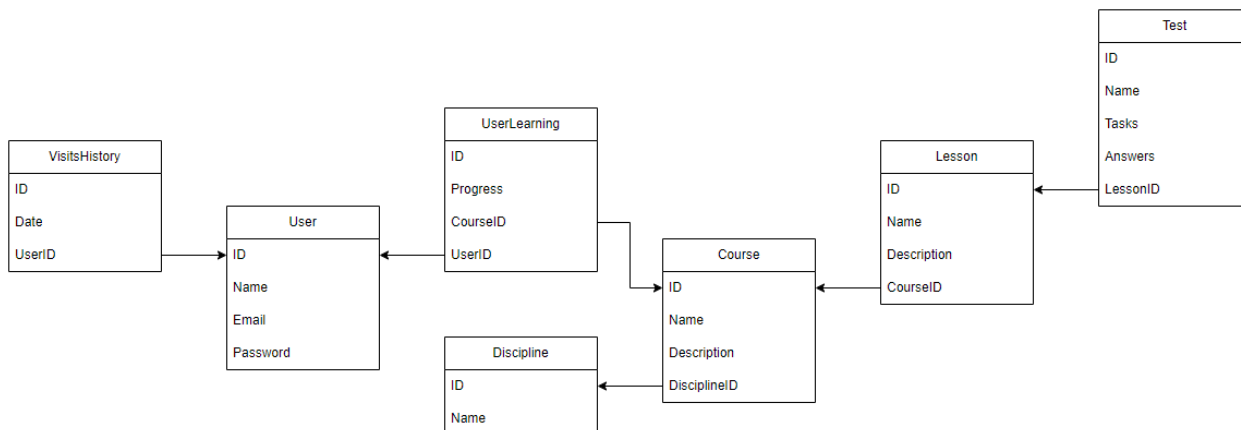 Test
ID
Name
Tasks
Answers
LessonID
UserLearning
ID
Progress
CourseID
UserID
VisitsHistory
ID
Date
UserID
Lesson
ID
Name
Description
CourseID
User
ID
Name
Email
Password
Course
ID
Name
Description
DisciplineID
Discipline
ID
Name